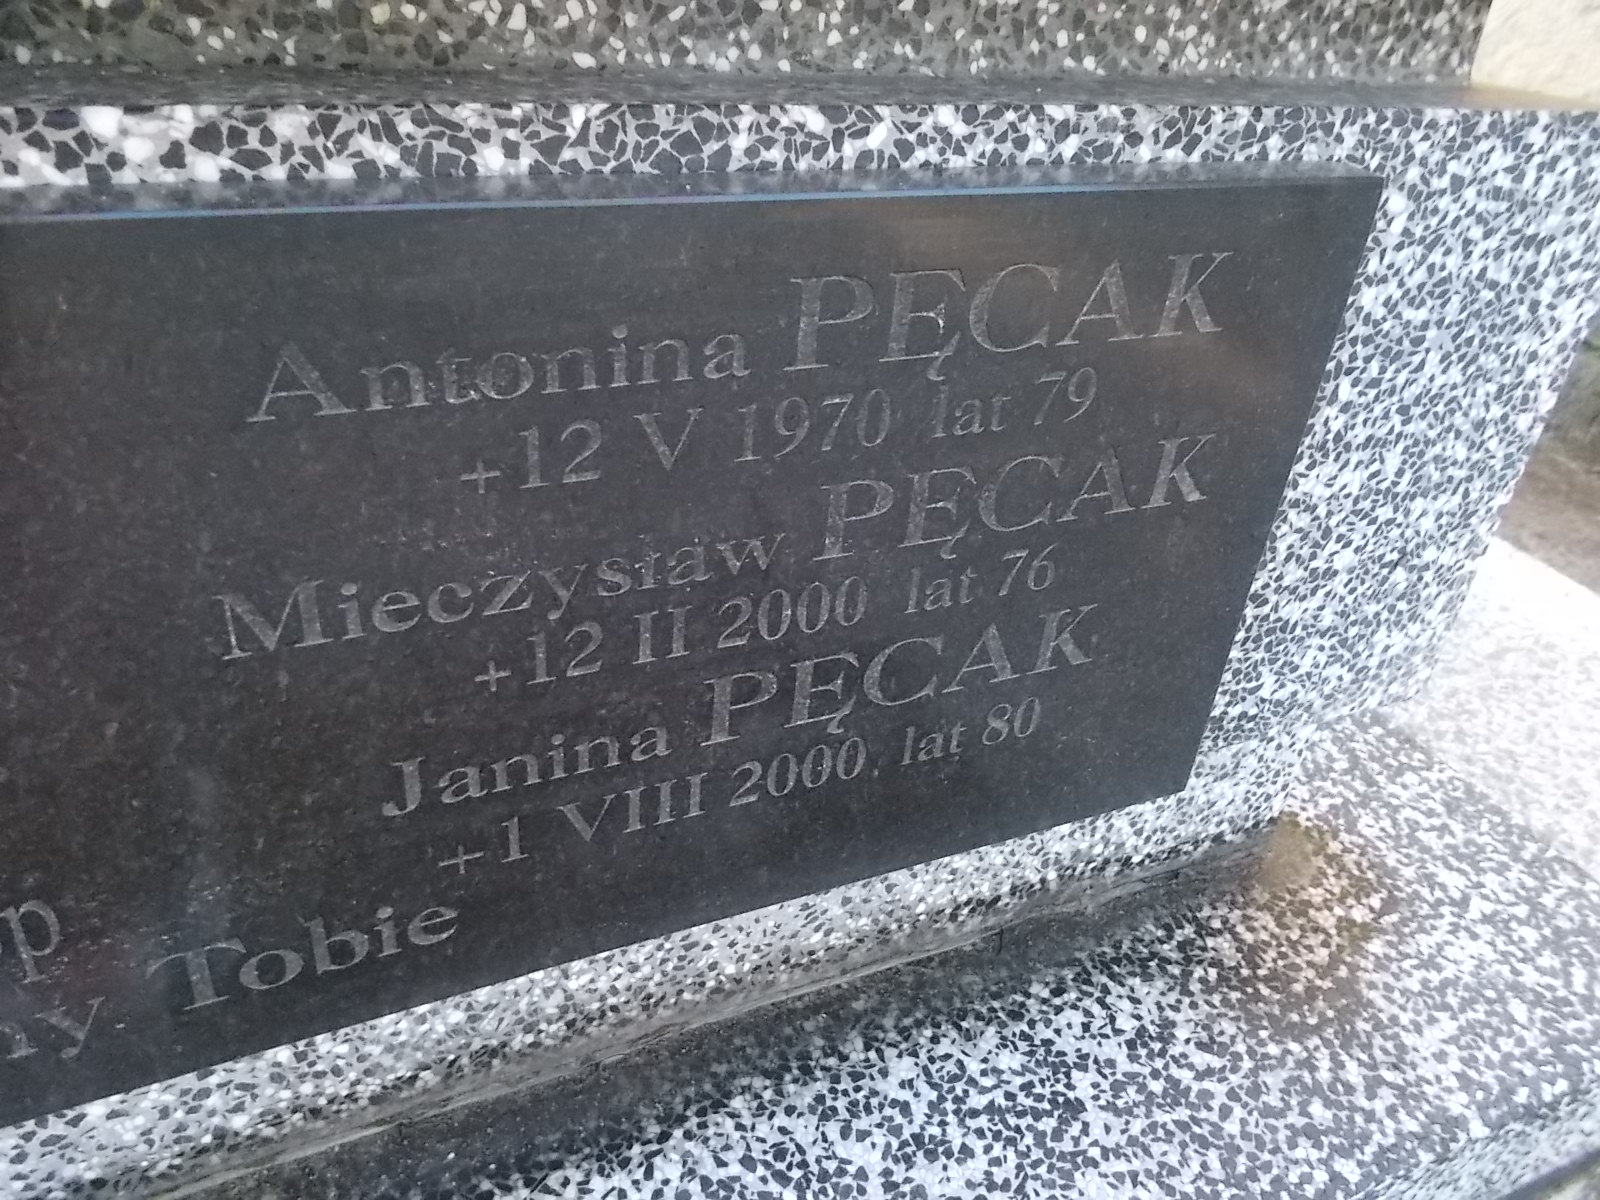 Antonina PĘCAK
+12 V 1970 lat 79
Mieczysław PĘCAK
+12 II 2000 lat 76
Janina PĘCAK
+1 VIII 2000 lat 80
Tobie